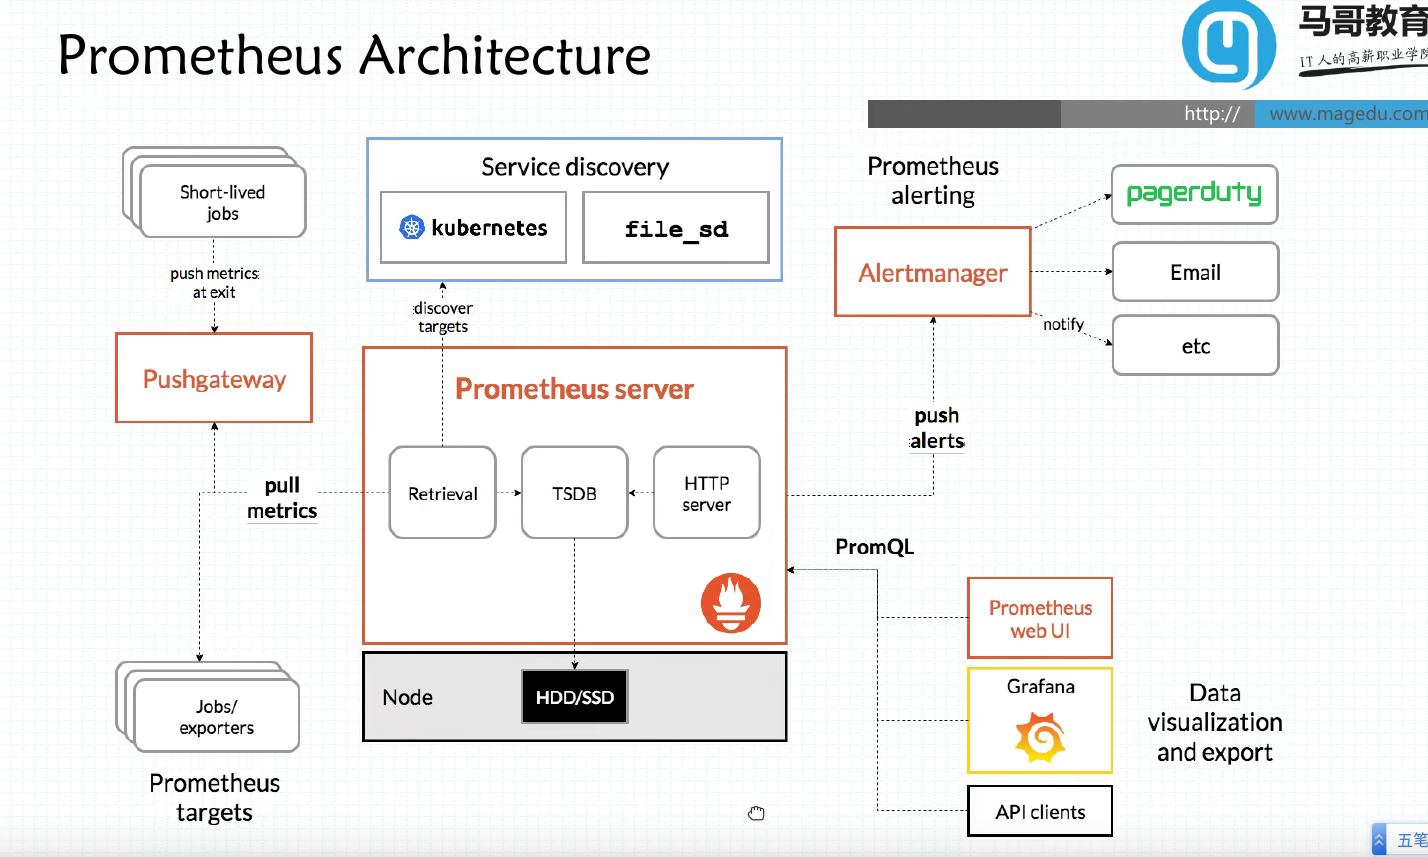 Prometheus Architecture
马哥教育
IT人的高薪职业学院
http://
www.magedu.com
Short-lived
jobs
push metrics
at exit
Pushgateway
pull
metrics
Jobs/
exporters
Prometheus
targets
Service discovery
kubernetes
file_sd
discover
targets
Prometheus server
Retrieval
TSDB
HTTP
server
Node
HDD/SSD
Prometheus
alerting
Alertmanager
pagerduty
Email
notify
etc
push
alerts
PromQL
Prometheus
web UI
Grafana
API clients
Data
visualization
and export
五笔